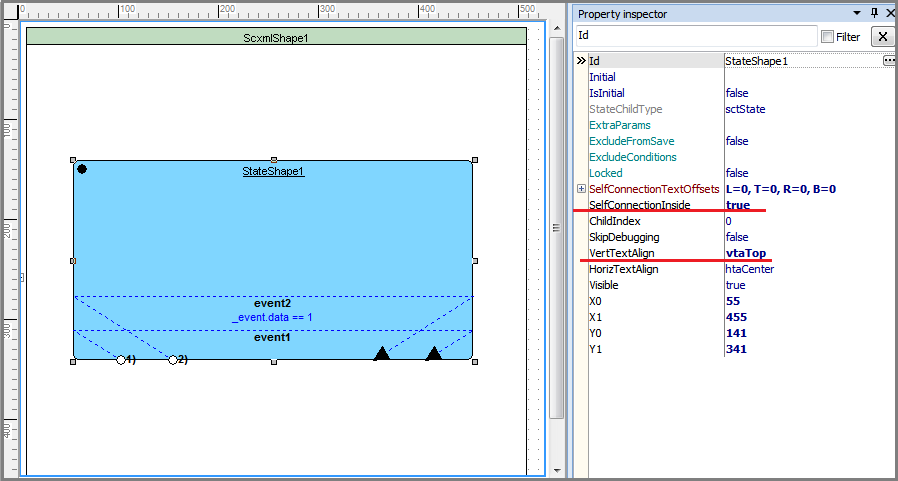 0 100 200 300 400 500
100
200
300
400
ScxmlShape1
StateShape1
event2
_event.data == 1
event1
1) 2)
Property inspector
Id
Filter X
Id StateShape1 ...
Initial
IsInitial false
StateChildType sctState
ExtraParams
ExcludeFromSave false
ExcludeConditions
Locked false
SelfConnectionTextOffsets L=0, T=0, R=0, B=0
SelfConnectionInside true
ChildIndex 0
SkipDebugging false
VertTextAlign vtaTop
HorizTextAlign htaCenter
Visible true
X0 55
X1 455
Y0 141
Y1 341